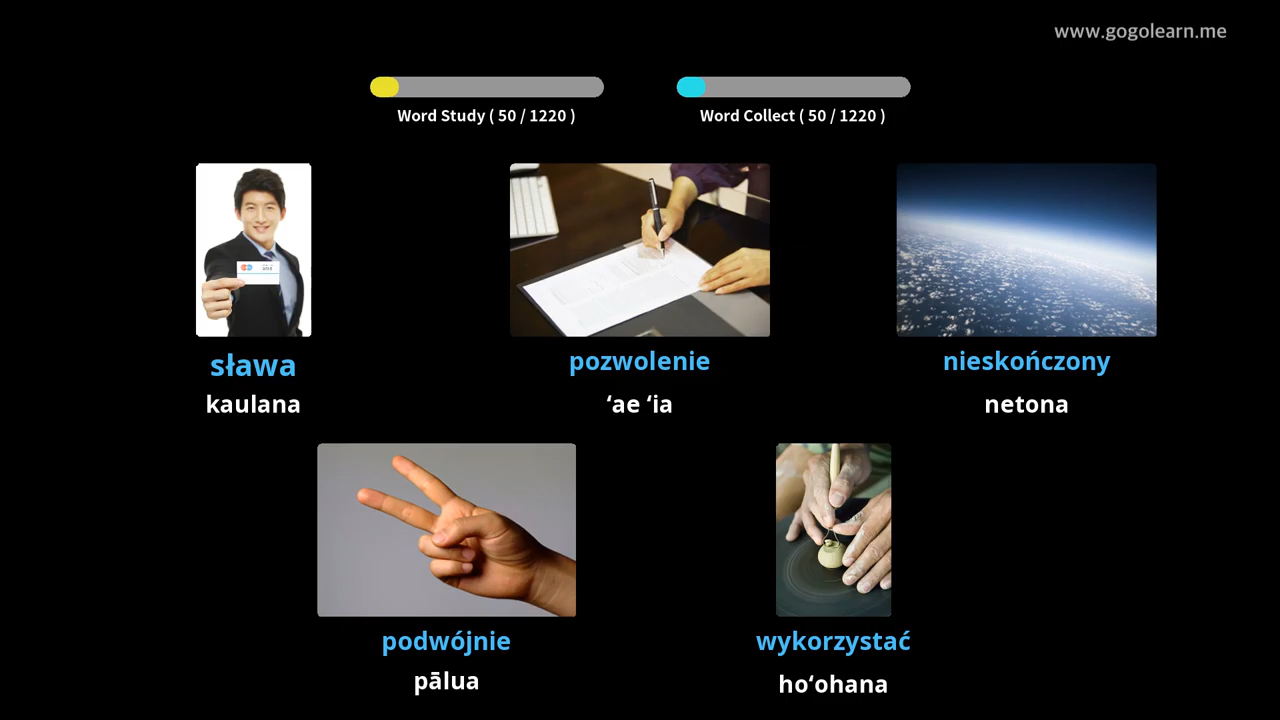 www.gogolearn.me
Word Study ( 50 / 1220 )
Word Collect ( 50 / 1220 )
sława
kaulana
pozwolenie
ʻae ʻia
nieskończony
netona
podwójnie
pālua
wykorzystać
hoʻohana